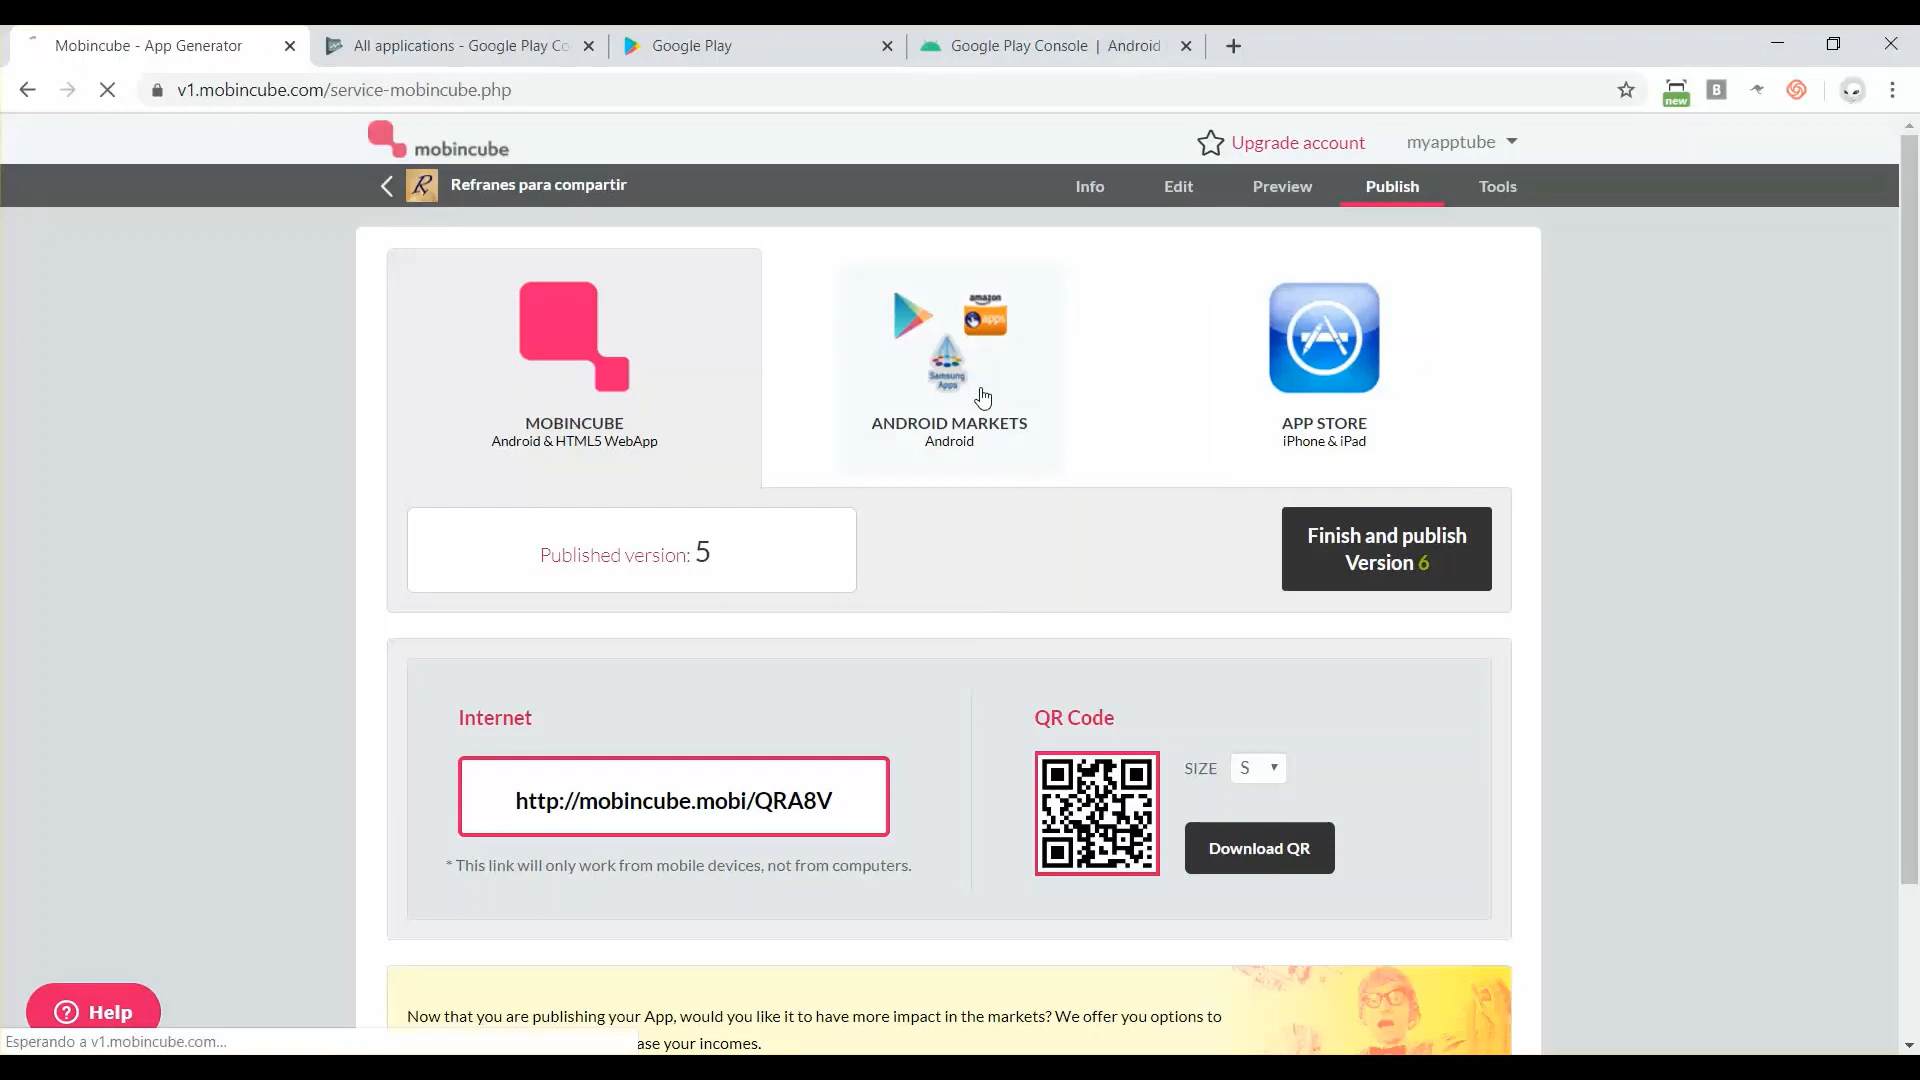 Mobincube - App Generator
All applications - Google Play Co
Google Play
Google Play Console | Android
v1.mobincube.com/service-mobincube.php
new
B
mobincube
Upgrade account
myapptube
R
Refranes para compartir
Info
Edit
Preview
Publish
Tools
amazon
apps
Samsung
Apps
MOBINCUBE
Android & HTML5 WebApp
ANDROID MARKETS
Android
APP STORE
iPhone & iPad
Published version: 5
Finish and publish
Version 6
Internet
QR Code
http://mobincube.mobi/QRA8V
SIZE
S
Download QR
* This link will only work from mobile devices, not from computers.
Help
Now that you are publishing your App, would you like it to have more impact in the markets? We offer you options to
ase your incomes.
Esperando a v1.mobincube.com...